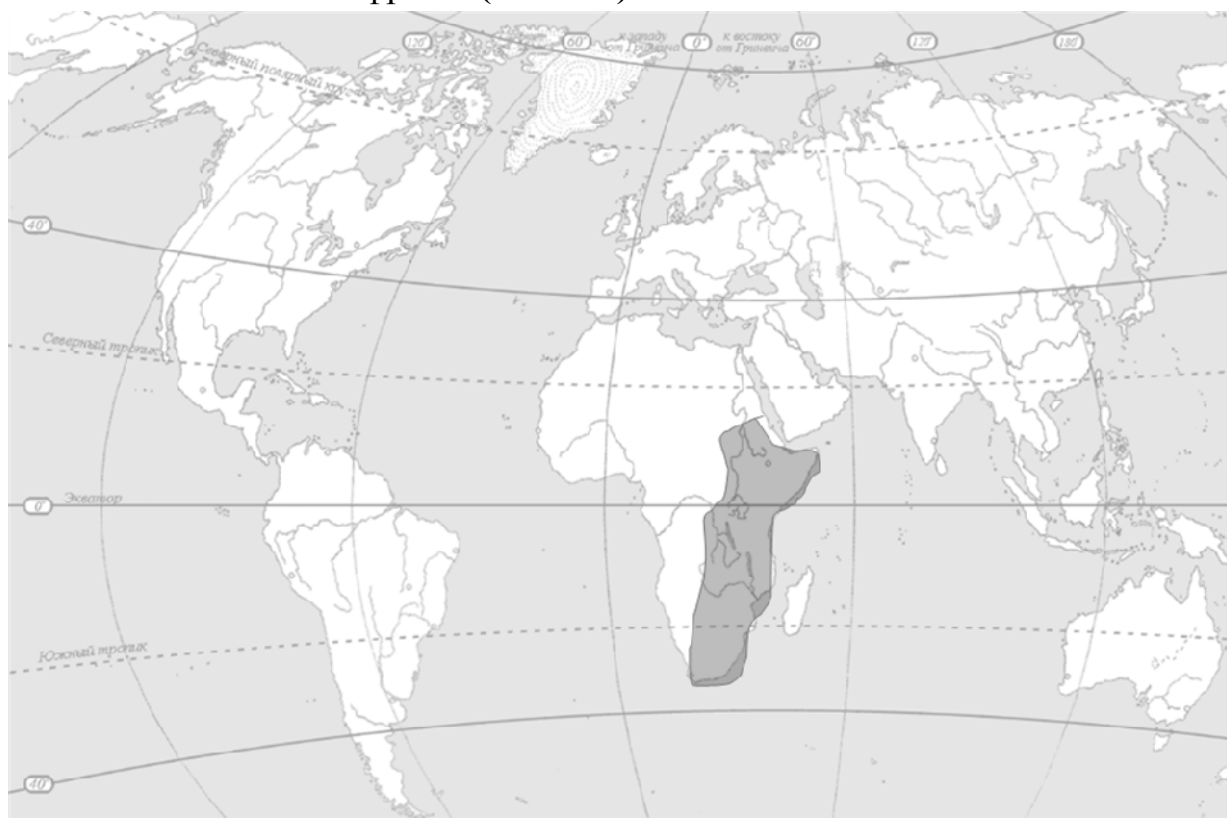 120°
60°
к западу
от Гринвича
0°
к востоку
от Гринвича
60°
120°
180°
Северный полярный круг
40°
Северный тропик
0°
Экватор
Южный тропик
40°